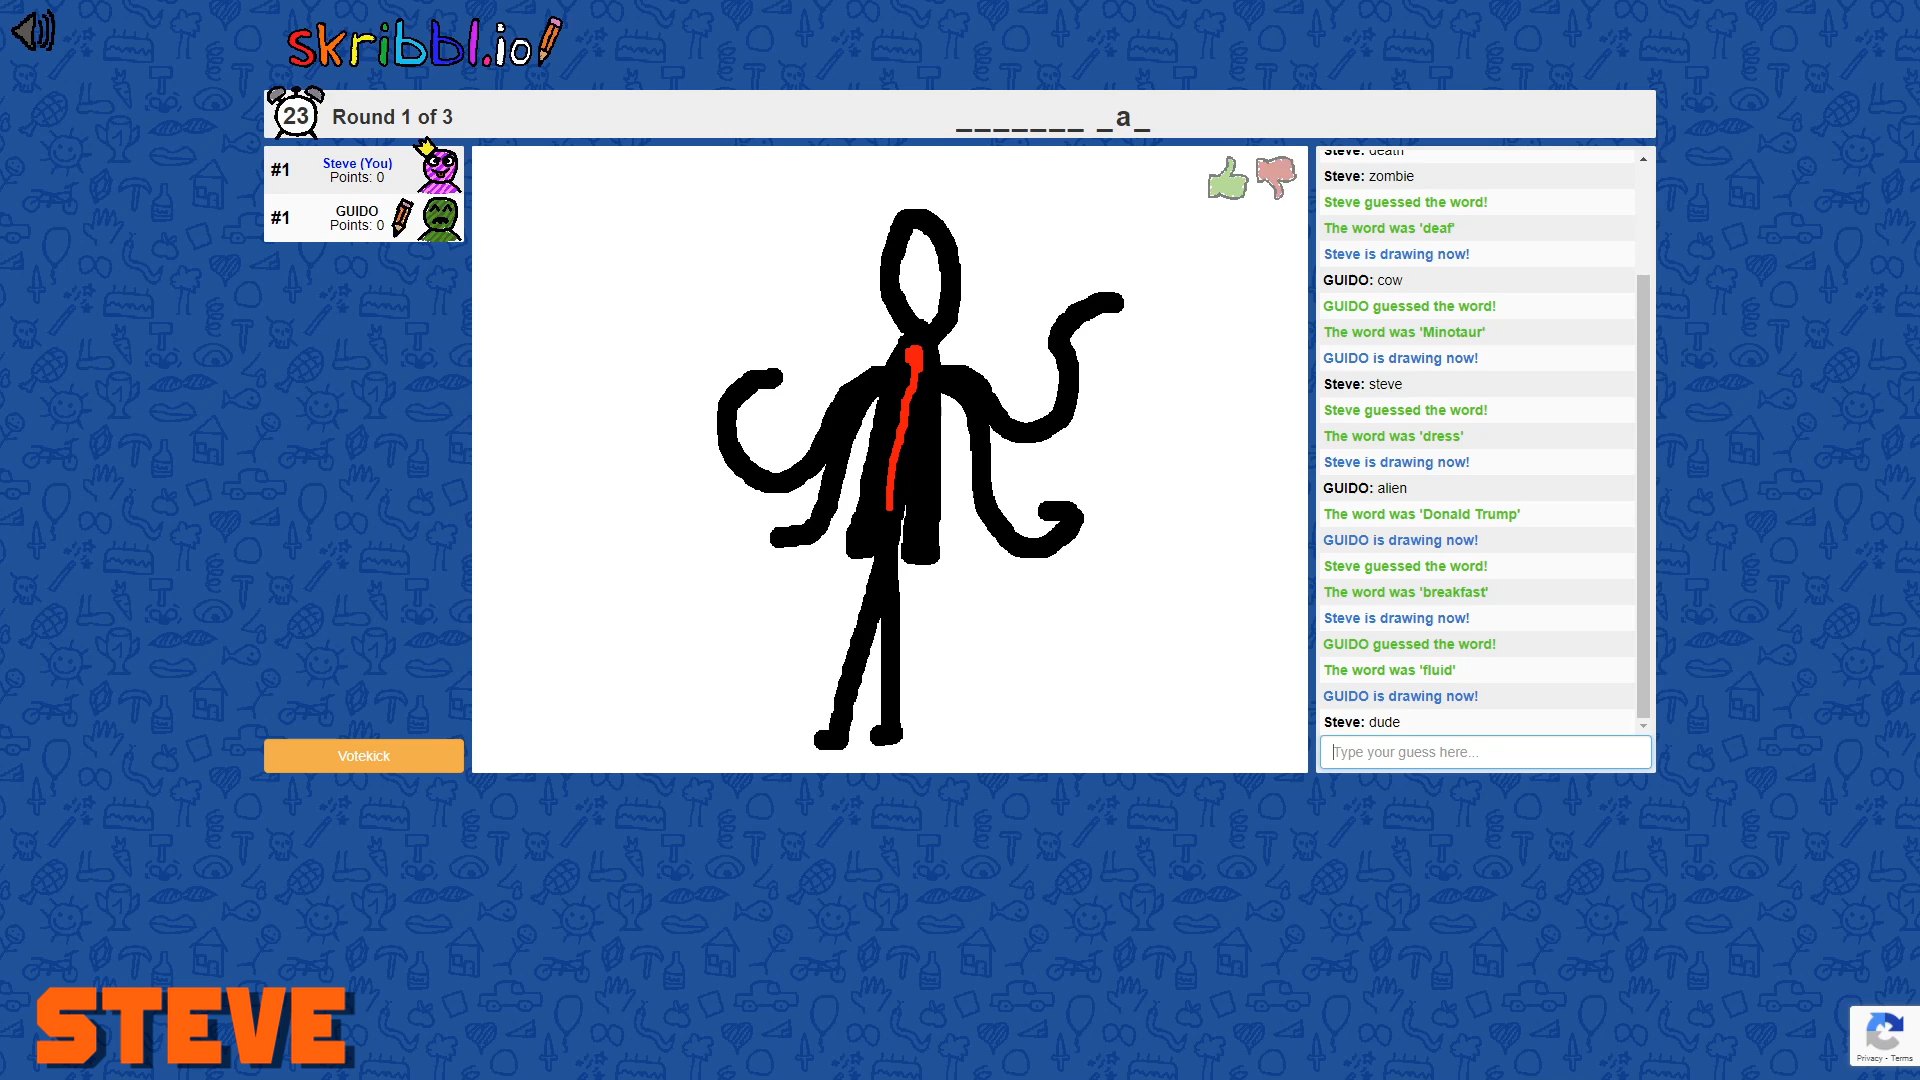 skribbl.io
23
Round 1 of 3
_______ _a_
#1
Steve (You)
Points: 0
#1
GUIDO
Points: 0
Votekick
Steve: death
Steve: zombie
Steve guessed the word!
The word was 'deaf'
Steve is drawing now!
GUIDO: cow
GUIDO guessed the word!
The word was 'Minotaur'
GUIDO is drawing now!
Steve: steve
Steve guessed the word!
The word was 'dress'
Steve is drawing now!
GUIDO: alien
The word was 'Donald Trump'
GUIDO is drawing now!
Steve guessed the word!
The word was 'breakfast'
Steve is drawing now!
GUIDO guessed the word!
The word was 'fluid'
GUIDO is drawing now!
Steve: dude
Type your guess here...
STEVE
Privacy - Terms